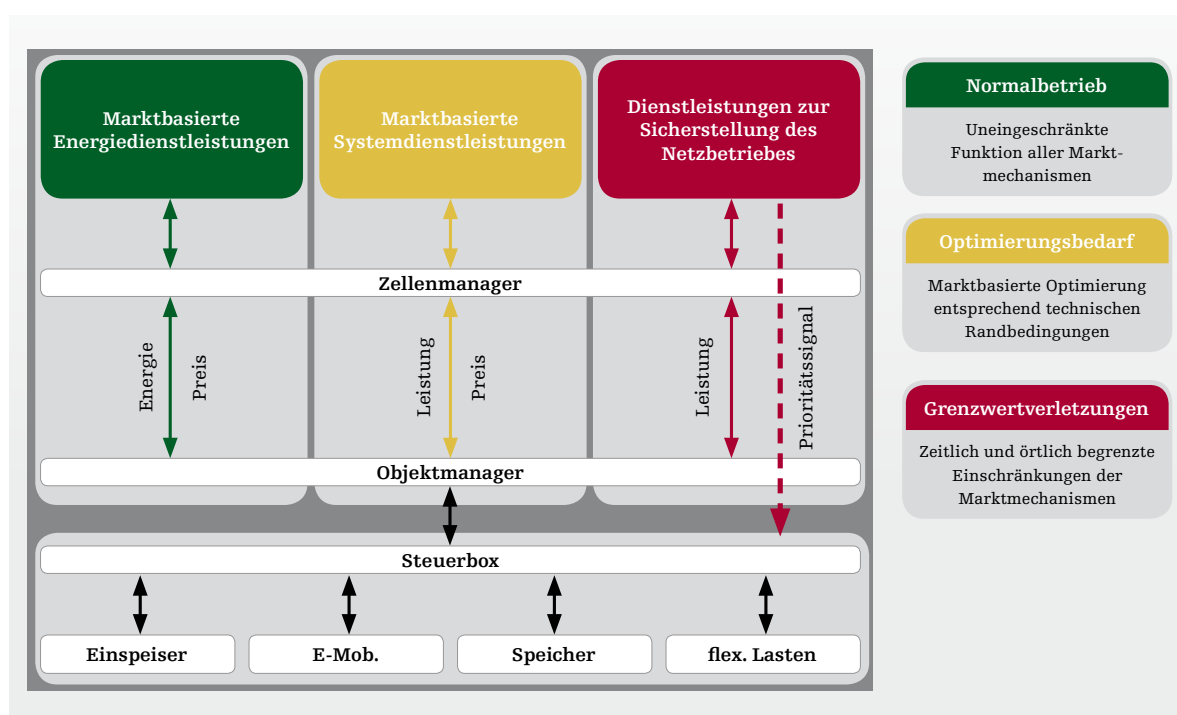 Marktbasierte
Energiedienstleistungen
Marktbasierte
Systemdienstleistungen
Dienstleistungen zur
Sicherstellung des
Netzbetriebes
Zellenmanager
Energie
Preis
Leistung
Preis
Leistung
Prioritätssignal
Objektmanager
Steuerbox
Einspeiser
E-Mob.
Speicher
flex. Lasten
Normalbetrieb
Uneingeschränkte
Funktion aller Markt-
mechanismen
Optimierungsbedarf
Marktbasierte Optimierung
entsprechend technischen
Randbedingungen
Grenzwertverletzungen
Zeitlich und örtlich begrenzte
Einschränkungen der
Marktmechanismen